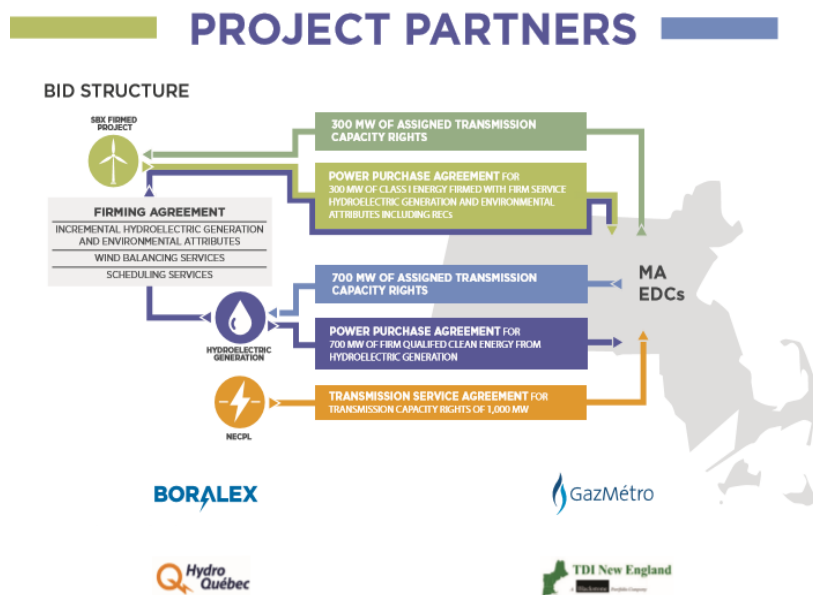 PROJECT PARTNERS
BID STRUCTURE
SBX FIRMED
PROJECT
300 MW OF ASSIGNED TRANSMISSION
CAPACITY RIGHTS
POWER PURCHASE AGREEMENT FOR
300 MW OF CLASS I ENERGY FIRMED WITH FIRM SERVICE
HYDROELECTRIC GENERATION AND ENVIRONMENTAL
ATTRIBUTES INCLUDING RECs
FIRMING AGREEMENT
INCREMENTAL HYDROELECTRIC GENERATION
AND ENVIRONMENTAL ATTRIBUTES
WIND BALANCING SERVICES
SCHEDULING SERVICES
700 MW OF ASSIGNED TRANSMISSION
CAPACITY RIGHTS
MA
EDCs
HYDROELECTRIC
GENERATION
POWER PURCHASE AGREEMENT FOR
700 MW OF FIRM QUALIFED CLEAN ENERGY FROM
HYDROELECTRIC GENERATION
TRANSMISSION SERVICE AGREEMENT FOR
TRANSMISSION CAPACITY RIGHTS OF 1,000 MW
NECPL
BORALEX
GazMétro
Hydro
Québec
TDI New England
A Blackstone Portfolio Company